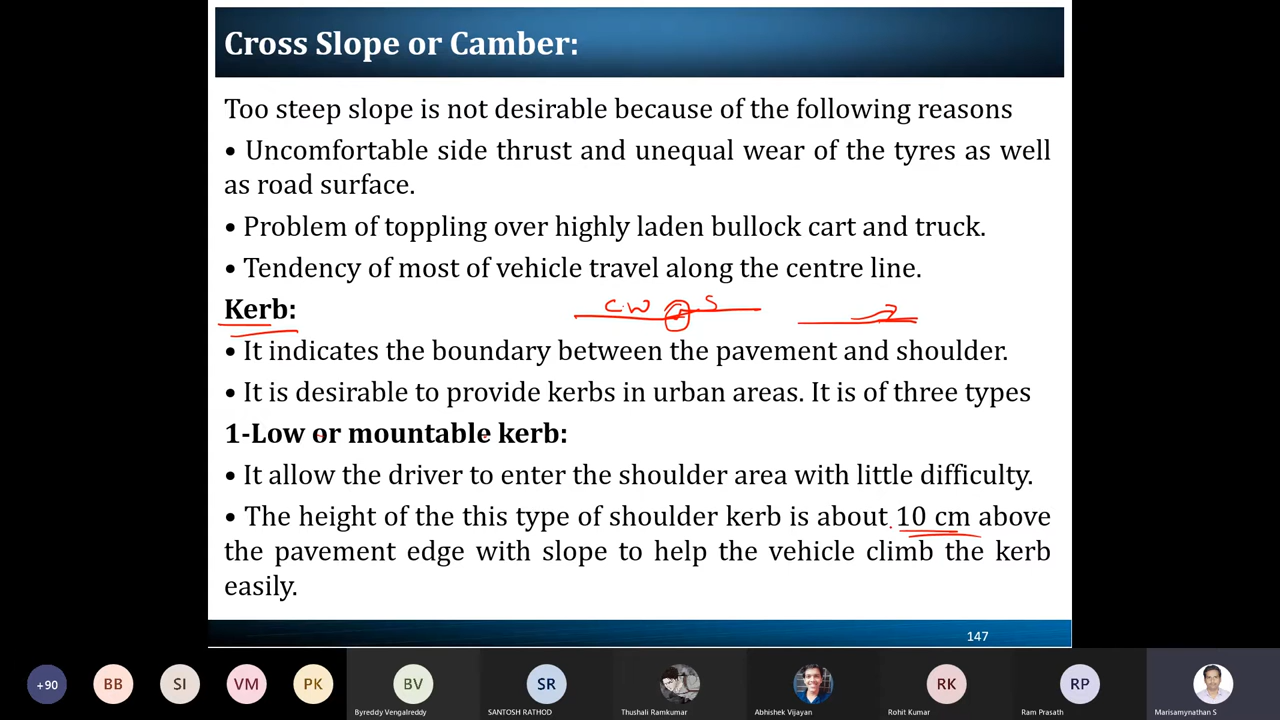 Cross Slope or Camber:
Too steep slope is not desirable because of the following reasons
• Uncomfortable side thrust and unequal wear of the tyres as well
as road surface.
• Problem of toppling over highly laden bullock cart and truck.
• Tendency of most of vehicle travel along the centre line.
C.W S
Kerb:
• It indicates the boundary between the pavement and shoulder.
• It is desirable to provide kerbs in urban areas. It is of three types
1-Low or mountable kerb:
• It allow the driver to enter the shoulder area with little difficulty.
• The height of the this type of shoulder kerb is about 10 cm above
the pavement edge with slope to help the vehicle climb the kerb
easily.
147
+90 BB SI VM PK BV SR RK RP
Byreddy Vengalreddy SANTOSH RATHOD Thushali Ramkumar Abhishek Vijayan Rohit Kumar Ram Prasath Marisamynathan S